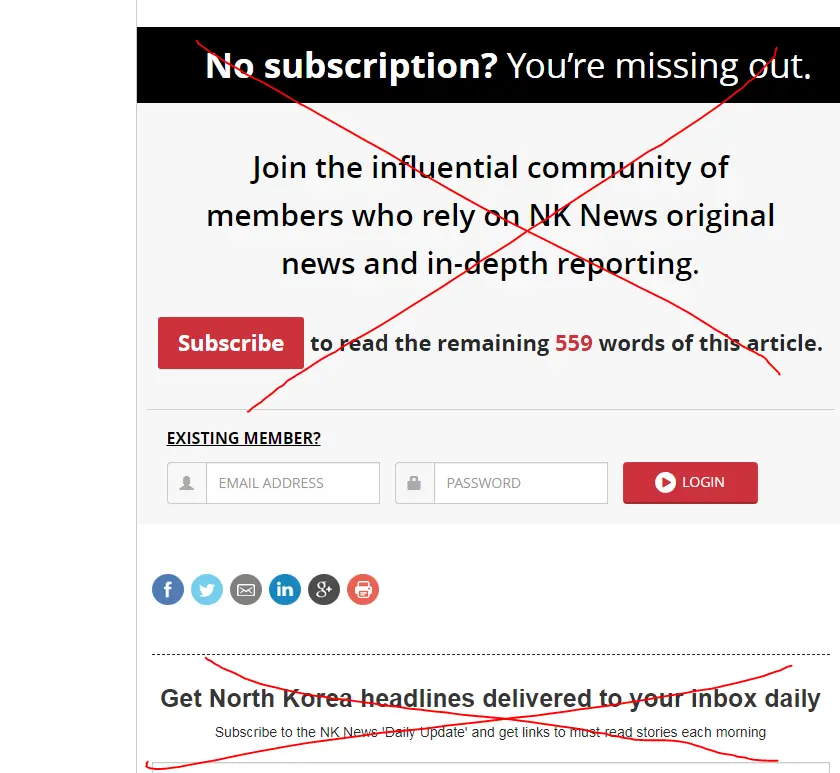 No subscription? You're missing out.
Join the influential community of
members who rely on NK News original
news and in-depth reporting.
Subscribe to read the remaining 559 words of this article.
EXISTING MEMBER?
EMAIL ADDRESS PASSWORD LOGIN
f in g+
Get North Korea headlines delivered to your inbox daily
Subscribe to the NK News 'Daily Update' and get links to must-read stories each morning